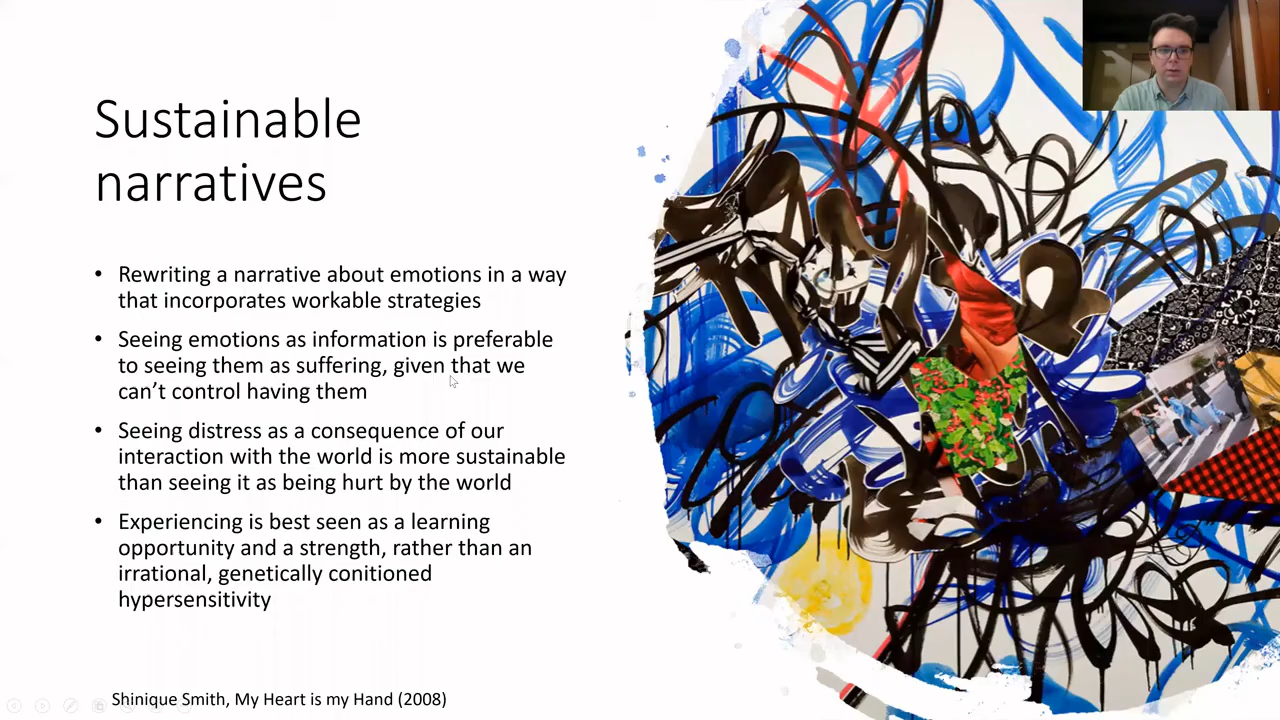 Sustainable
narratives
• Rewriting a narrative about emotions in a way
that incorporates workable strategies
• Seeing emotions as information is preferable
to seeing them as suffering, given that we
can’t control having them
• Seeing distress as a consequence of our
interaction with the world is more sustainable
than seeing it as being hurt by the world
• Experiencing is best seen as a learning
opportunity and a strength, rather than an
irrational, genetically conitioned
hypersensitivity
Shinique Smith, My Heart is my Hand (2008)
you